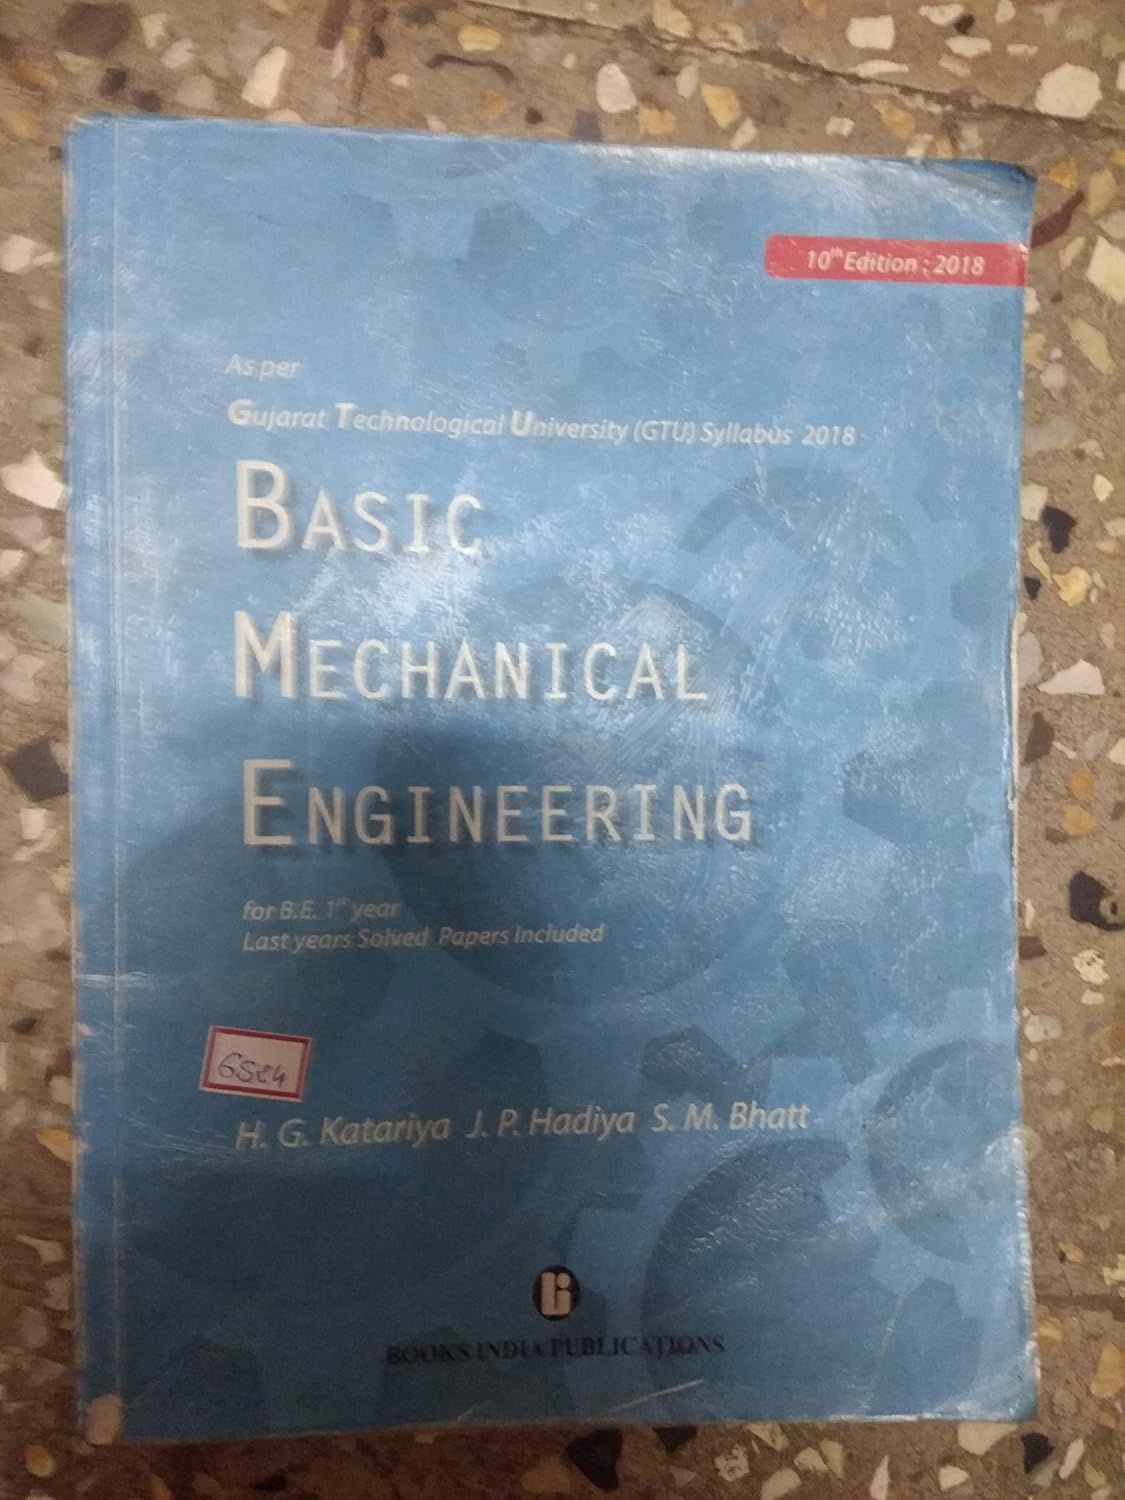 10th Edition : 2018
As per
Gujarat Technological University (GTU) Syllabus 2018
BASIC
MECHANICAL
ENGINEERING
for B.E. 1st year
Last years Solved Papers Included
H. G. Katariya J. P. Hadiya S. M. Bhatt
BOOKS INDIA PUBLICATIONS